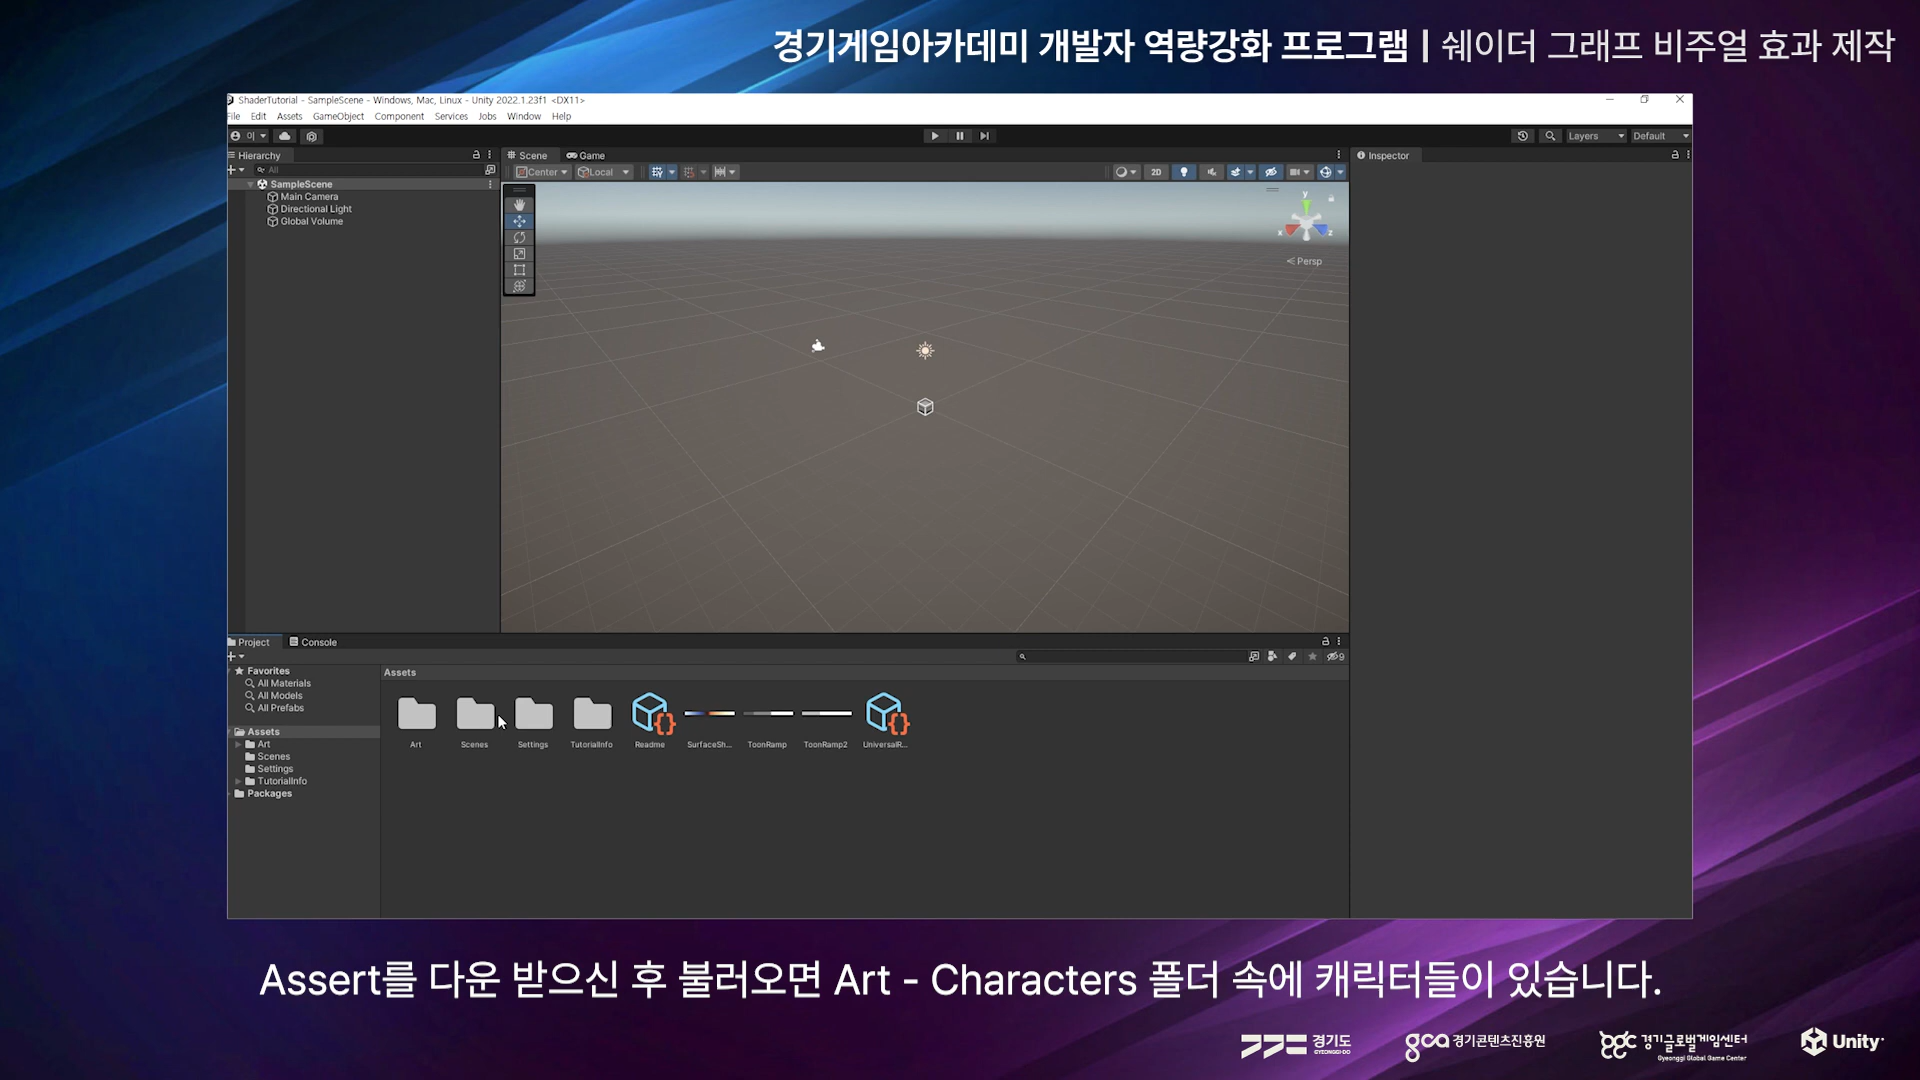 경기게임아카데미 개발자 역량강화 프로그램 | 쉐이더 그래프 비주얼 효과 제작
ShaderTutorial - SampleScene - Windows, Mac, Linux - Unity 2022.1.23f1 <DX11>
File Edit Assets GameObject Component Services Jobs Window Help
이
Layers Default
Hierarchy
Scene Game
Inspector
All
Center Local
2D
SampleScene
Main Camera
Directional Light
Global Volume
y
x z
Persp
Project Console
9
Favorites
All Materials
All Models
All Prefabs
Assets
Art
Scenes
Settings
TutorialInfo
Packages
Assets
Art Scenes Settings TutorialInfo Readme SurfaceSh... ToonRamp ToonRamp2 UniversalR...
Assert를 다운 받으신 후 불러오면 Art - Characters 폴더 속에 캐릭터들이 있습니다.
경기도
GYEONGGI-DO
gca 경기콘텐츠진흥원
ggc 경기글로벌게임센터
Gyeonggi Global Game Center
Unity